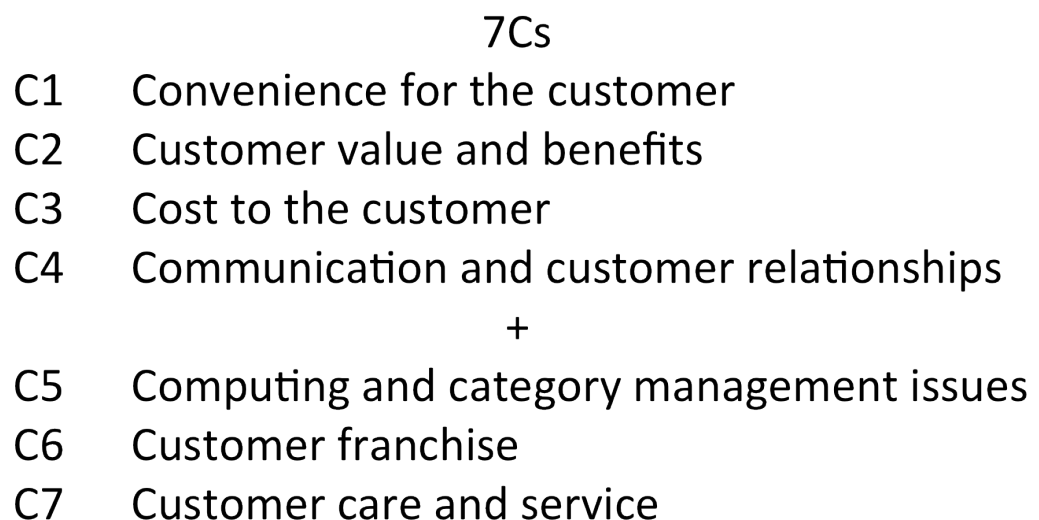 7Cs
C1 Convenience for the customer
C2 Customer value and benefits
C3 Cost to the customer
C4 Communication and customer relationships
+
C5 Computing and category management issues
C6 Customer franchise
C7 Customer care and service